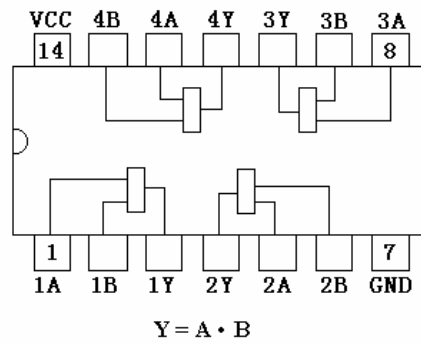 VCC 4B 4A 4Y 3Y 3B 3A
14 8
1 7
1A 1B 1Y 2Y 2A 2B GND
Y=A·B